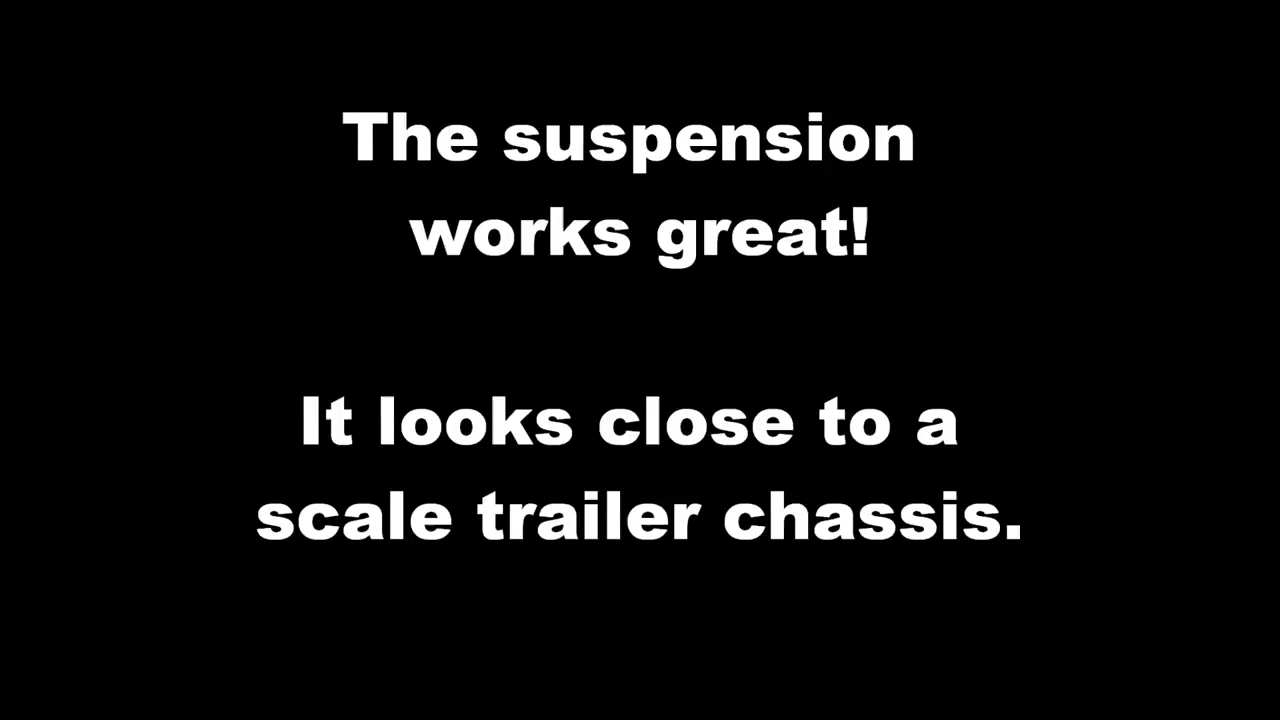 The suspension
works great!
It looks close to a
scale trailer chassis.